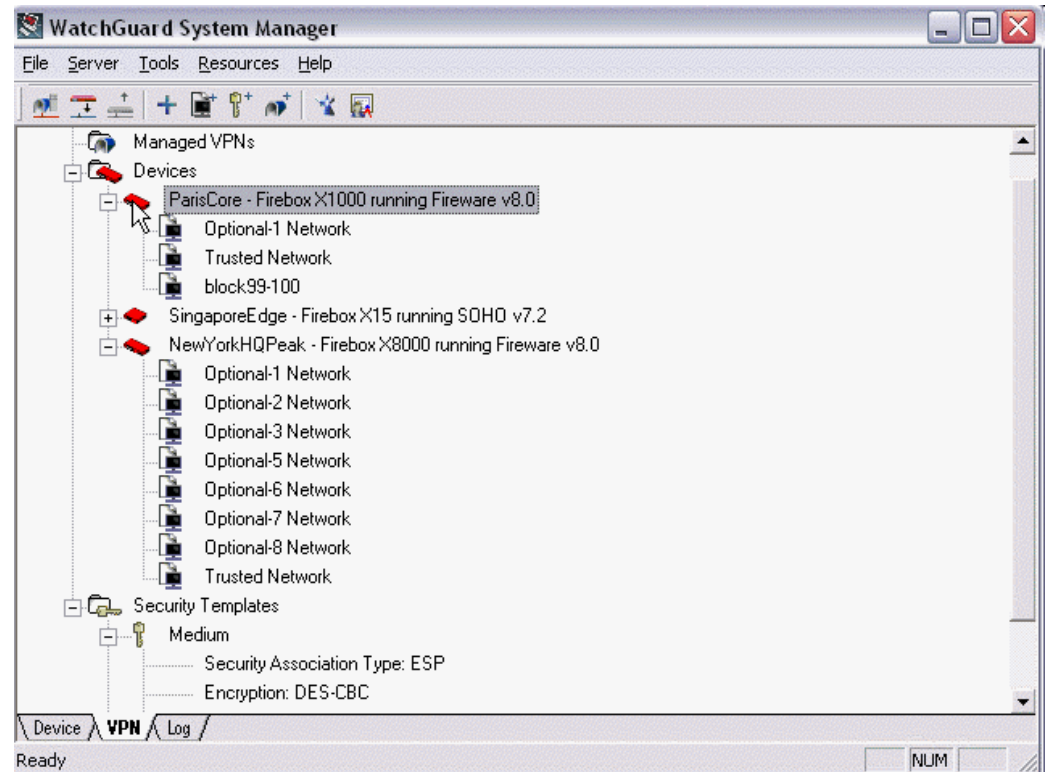 WatchGuard System Manager
File Server Tools Resources Help
Managed VPNs
Devices
ParisCore - Firebox X1000 running Fireware v8.0
Optional-1 Network
Trusted Network
block99-100
SingaporeEdge - Firebox X15 running SOHO v7.2
NewYorkHQPeak - Firebox X8000 running Fireware v8.0
Optional-1 Network
Optional-2 Network
Optional-3 Network
Optional-5 Network
Optional-6 Network
Optional-7 Network
Optional-8 Network
Trusted Network
Security Templates
Medium
Security Association Type: ESP
Encryption: DES-CBC
Device VPN Log
Ready NUM